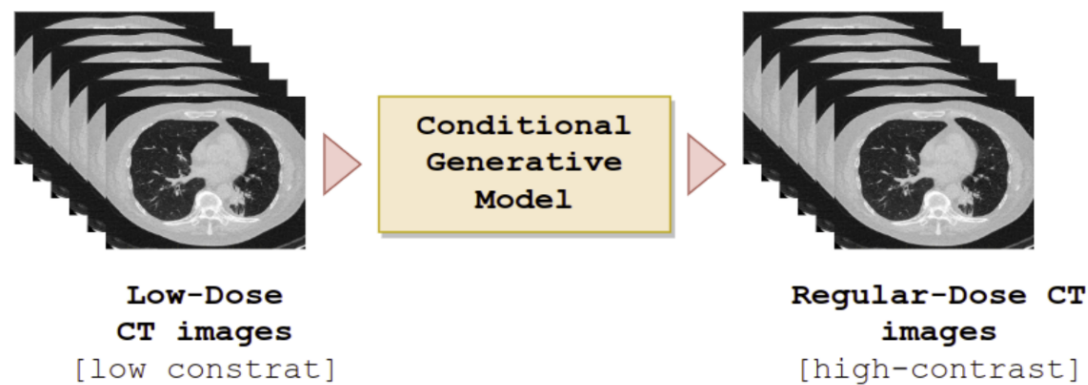 Conditional
Generative
Model
Low-Dose
CT images
[low constrat]
Regular-Dose CT
images
[high-contrast]